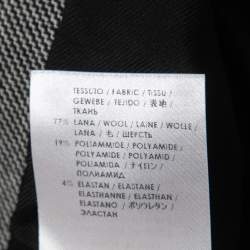 TESSUTO / FABRIC / TISSU /
GEWEBE / TEJIDO / 表地 /
ТКАНЬ
77% LANA / WOOL / LAINE / WOLLE /
LANA / 毛 / ШЕРСТЬ
19% POLIAMMIDE / POLYAMIDE /
POLYAMIDE / POLYAMID /
POLIAMIDA / ナイロン /
ПОЛИАМИД
4% ELASTAN / ELASTANE /
ELASTHANNE / ELASTHAN /
ELASTANO / ポリウレタン /
ЭЛАСТАН